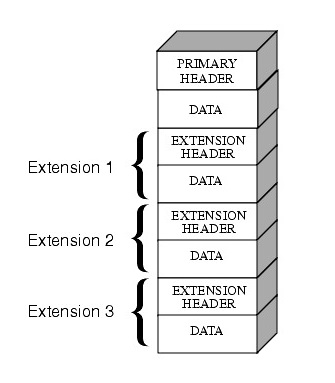 PRIMARY
HEADER
DATA
EXTENSION
HEADER
Extension 1
DATA
EXTENSION
HEADER
Extension 2
DATA
EXTENSION
HEADER
Extension 3
DATA